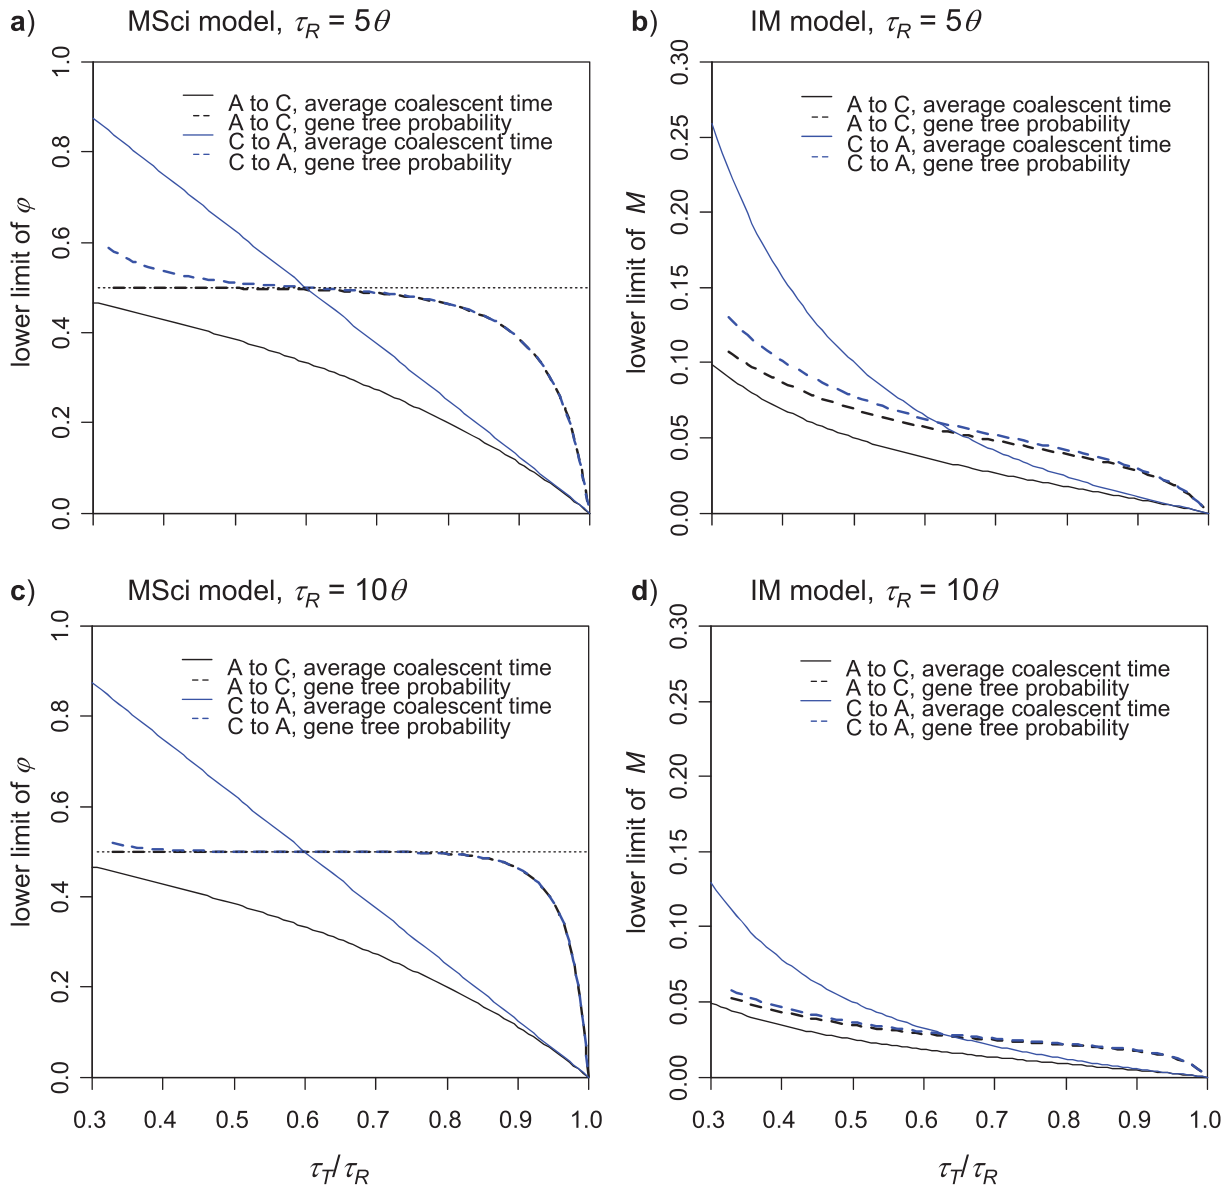 a) MSci model, τR = 5θ
1.0
0.8
0.6
0.4
0.2
0.0
lower limit of φ
A to C, average coalescent time
A to C, gene tree probability
C to A, average coalescent time
C to A, gene tree probability
b) IM model, τR = 5θ
0.30
0.25
0.20
0.15
0.10
0.05
0.00
lower limit of M
A to C, average coalescent time
A to C, gene tree probability
C to A, average coalescent time
C to A, gene tree probability
c) MSci model, τR = 10θ
1.0
0.8
0.6
0.4
0.2
0.0
lower limit of φ
A to C, average coalescent time
A to C, gene tree probability
C to A, average coalescent time
C to A, gene tree probability
0.3 0.4 0.5 0.6 0.7 0.8 0.9 1.0
τT/τR
d) IM model, τR = 10θ
0.30
0.25
0.20
0.15
0.10
0.05
0.00
lower limit of M
A to C, average coalescent time
A to C, gene tree probability
C to A, average coalescent time
C to A, gene tree probability
0.3 0.4 0.5 0.6 0.7 0.8 0.9 1.0
τT/τR